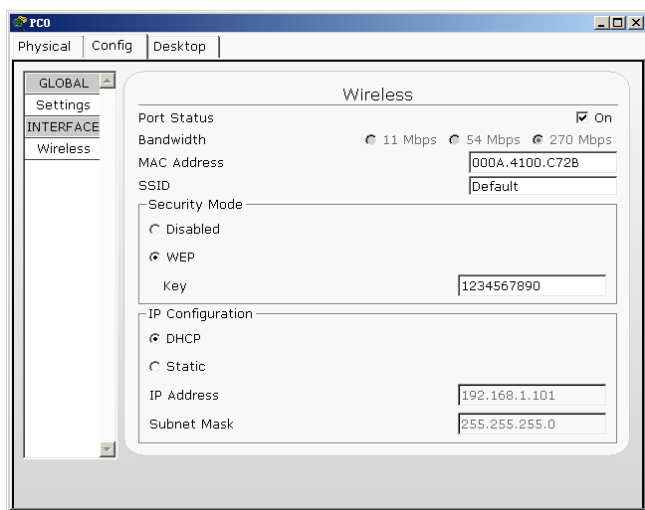 PC0
Physical Config Desktop
GLOBAL
Settings
INTERFACE
Wireless
Wireless
Port Status On
Bandwidth 11 Mbps 54 Mbps 270 Mbps
MAC Address 000A.4100.C72B
SSID Default
Security Mode
Disabled
WEP
Key 1234567890
IP Configuration
DHCP
Static
IP Address 192.168.1.101
Subnet Mask 255.255.255.0